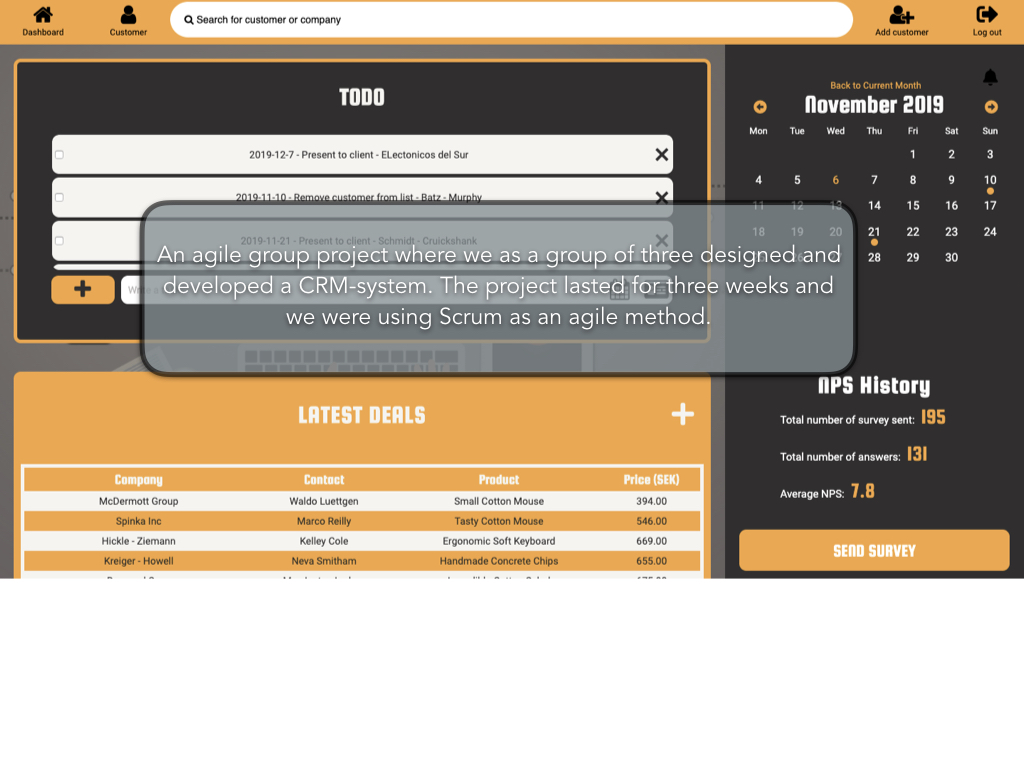 Search for customer or company
Dashboard
Customer
Add customer
Log out
TODO
2019-12-7 - Present to client - ELectonicos del Sur
2019-11-10 - Remove customer from list - Batz - Murphy
2019-11-21 - Present to client - Schmidt - Cruickshank
An agile group project where we as a group of three designed and
developed a CRM-system. The project lasted for three weeks and
we were using Scrum as an agile method.
Back to Current Month
November 2019
Mon Tue Wed Thu Fri Sat Sun
1 2 3
4 5 6 7 8 9 10
11 12 13 14 15 16 17
18 19 20 21 22 23 24
28 29 30
LATEST DEALS
Company Contact Product Price (SEK)
McDermott Group Waldo Luettgen Small Cotton Mouse 394.00
Spinka Inc Marco Reilly Tasty Cotton Mouse 546.00
Hickle - Ziemann Kelley Cole Ergonomic Soft Keyboard 669.00
Kreiger - Howell Neva Smitham Handmade Concrete Chips 655.00
NPS History
Total number of survey sent: 195
Total number of answers: 131
Average NPS: 7.8
SEND SURVEY